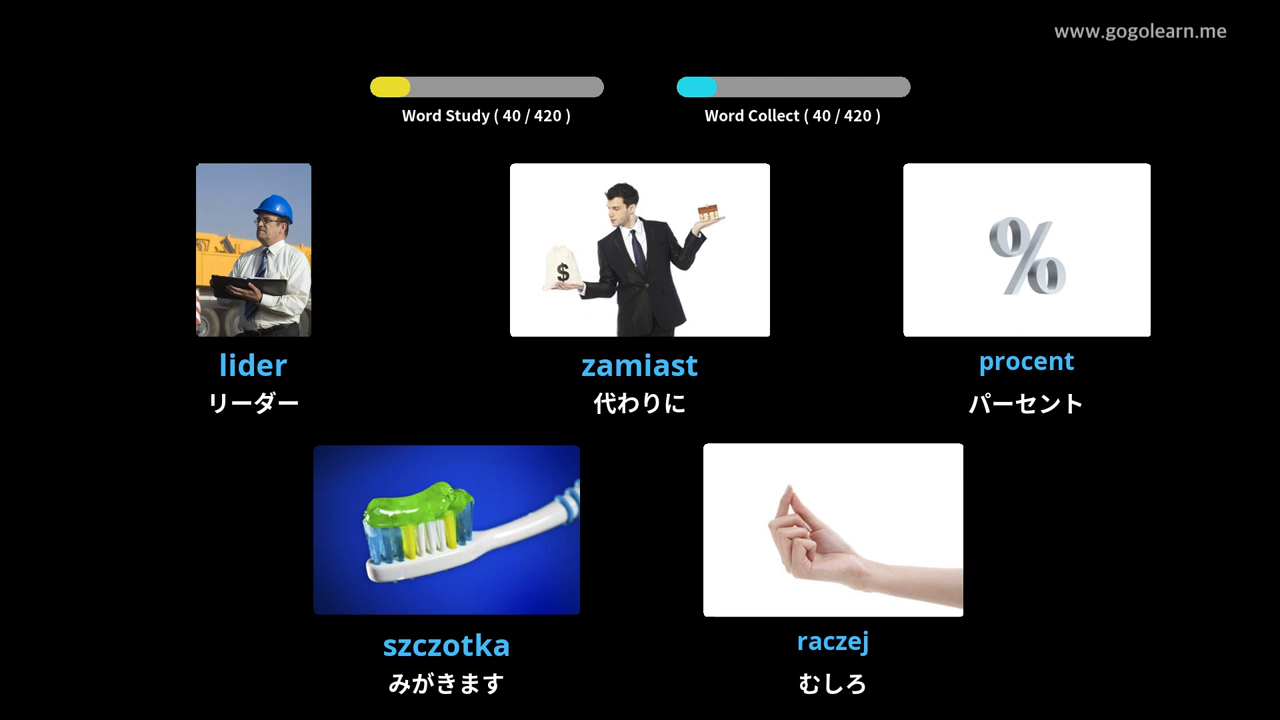 www.gogolearn.me
Word Study ( 40 / 420 )
Word Collect ( 40 / 420 )
lider
リーダー
zamiast
代わりに
procent
パーセント
szczotka
みがきます
raczej
むしろ